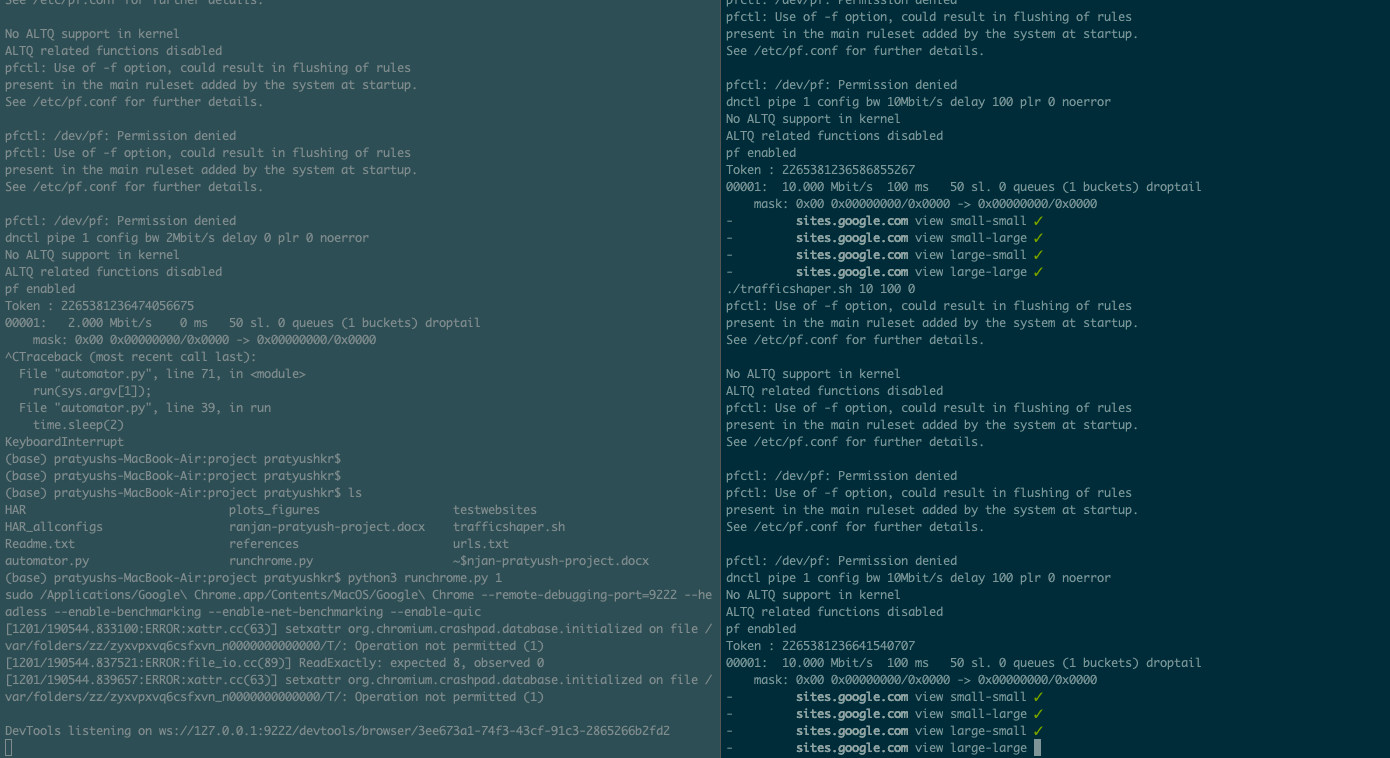 See /etc/pf.conf for further details.
No ALTQ support in kernel
ALTQ related functions disabled
pfctl: Use of -f option, could result in flushing of rules
present in the main ruleset added by the system at startup.
See /etc/pf.conf for further details.
pfctl: /dev/pf: Permission denied
pfctl: Use of -f option, could result in flushing of rules
present in the main ruleset added by the system at startup.
See /etc/pf.conf for further details.
pfctl: /dev/pf: Permission denied
dnctl pipe 1 config bw 2Mbit/s delay 0 plr 0 noerror
No ALTQ support in kernel
ALTQ related functions disabled
pf enabled
Token : 2265381236474056675
00001:   2.000 Mbit/s    0 ms   50 sl. 0 queues (1 buckets) droptail
    mask: 0x00 0x00000000/0x0000 -> 0x00000000/0x0000
^CTraceback (most recent call last):
  File "automator.py", line 71, in <module>
    run(sys.argv[1]);
  File "automator.py", line 39, in run
    time.sleep(2)
KeyboardInterrupt
(base) pratyushs-MacBook-Air:project pratyushkr$
(base) pratyushs-MacBook-Air:project pratyushkr$
(base) pratyushs-MacBook-Air:project pratyushkr$ ls
HAR                             plots_figures                   testwebsites
HAR_allconfigs                  ranjan-pratyush-project.docx    trafficshaper.sh
Readme.txt                      references                      urls.txt
automator.py                    runchrome.py                    ~$njan-pratyush-project.docx
(base) pratyushs-MacBook-Air:project pratyushkr$ python3 runchrome.py 1
sudo /Applications/Google\ Chrome.app/Contents/MacOS/Google\ Chrome --remote-debugging-port=9222 --he
adless --enable-benchmarking --enable-net-benchmarking --enable-quic
[1201/190544.833100:ERROR:xattr.cc(63)] setxattr org.chromium.crashpad.database.initialized on file /
var/folders/zz/zyxvpxvq6csfxvn_n0000000000000/T/: Operation not permitted (1)
[1201/190544.837521:ERROR:file_io.cc(89)] ReadExactly: expected 8, observed 0
[1201/190544.839657:ERROR:xattr.cc(63)] setxattr org.chromium.crashpad.database.initialized on file /
var/folders/zz/zyxvpxvq6csfxvn_n0000000000000/T/: Operation not permitted (1)
DevTools listening on ws://127.0.0.1:9222/devtools/browser/3ee673a1-74f3-43cf-91c3-2865266b2fd2
pfctl: /dev/pf: Permission denied
pfctl: Use of -f option, could result in flushing of rules
present in the main ruleset added by the system at startup.
See /etc/pf.conf for further details.
pfctl: /dev/pf: Permission denied
dnctl pipe 1 config bw 10Mbit/s delay 100 plr 0 noerror
No ALTQ support in kernel
ALTQ related functions disabled
pf enabled
Token : 2265381236586855267
00001:  10.000 Mbit/s  100 ms   50 sl. 0 queues (1 buckets) droptail
    mask: 0x00 0x00000000/0x0000 -> 0x00000000/0x0000
-         sites.google.com view small-small ✓
-         sites.google.com view small-large ✓
-         sites.google.com view large-small ✓
-         sites.google.com view large-large ✓
./trafficshaper.sh 10 100 0
pfctl: Use of -f option, could result in flushing of rules
present in the main ruleset added by the system at startup.
See /etc/pf.conf for further details.
No ALTQ support in kernel
ALTQ related functions disabled
pfctl: Use of -f option, could result in flushing of rules
present in the main ruleset added by the system at startup.
See /etc/pf.conf for further details.
pfctl: /dev/pf: Permission denied
pfctl: Use of -f option, could result in flushing of rules
present in the main ruleset added by the system at startup.
See /etc/pf.conf for further details.
pfctl: /dev/pf: Permission denied
dnctl pipe 1 config bw 10Mbit/s delay 100 plr 0 noerror
No ALTQ support in kernel
ALTQ related functions disabled
pf enabled
Token : 2265381236641540707
00001:  10.000 Mbit/s  100 ms   50 sl. 0 queues (1 buckets) droptail
    mask: 0x00 0x00000000/0x0000 -> 0x00000000/0x0000
-         sites.google.com view small-small ✓
-         sites.google.com view small-large ✓
-         sites.google.com view large-small ✓
-         sites.google.com view large-large